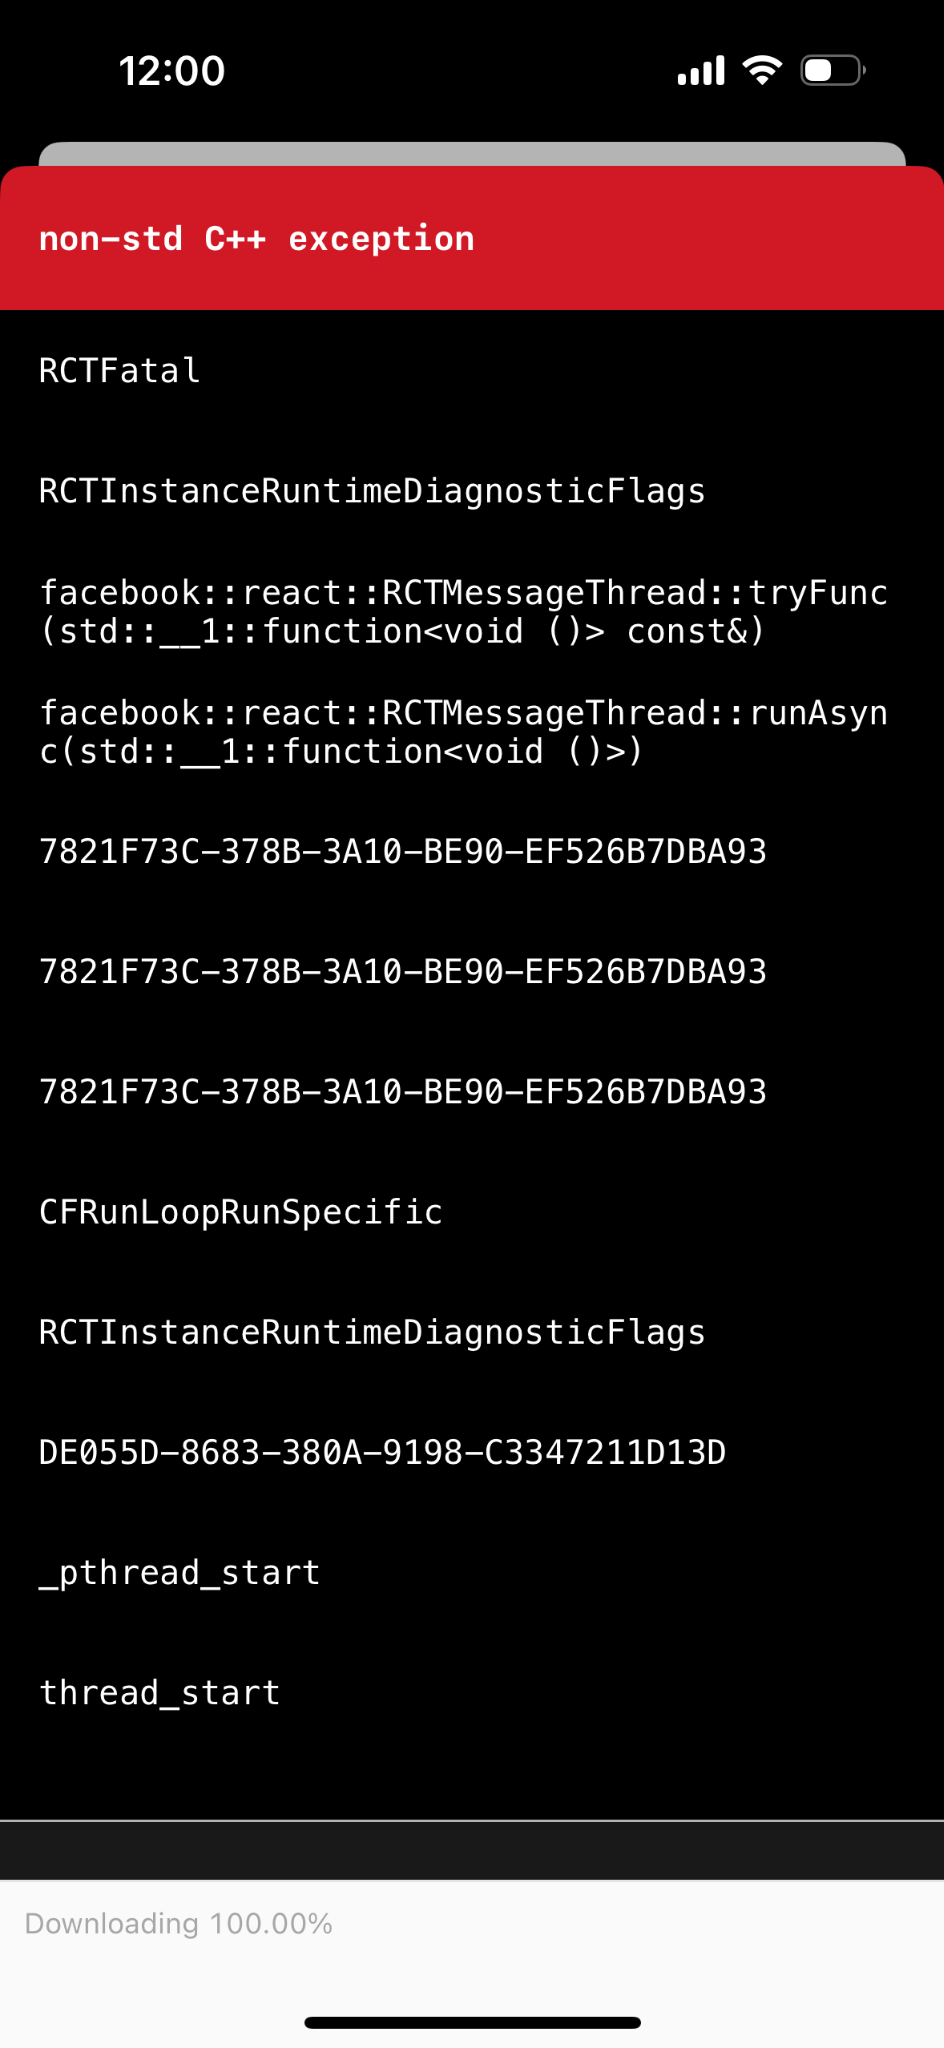 12:00
non-std C++ exception
RCTFatal
RCTInstanceRuntimeDiagnosticFlags
facebook::react::RCTMessageThread::tryFunc
(std::__1::function<void ()> const&)
facebook::react::RCTMessageThread::runAsyn
c(std::__1::function<void ()>)
7821F73C-378B-3A10-BE90-EF526B7DBA93
7821F73C-378B-3A10-BE90-EF526B7DBA93
7821F73C-378B-3A10-BE90-EF526B7DBA93
CFRunLoopRunSpecific
RCTInstanceRuntimeDiagnosticFlags
DE055D-8683-380A-9198-C3347211D13D
_pthread_start
thread_start
Downloading 100.00%